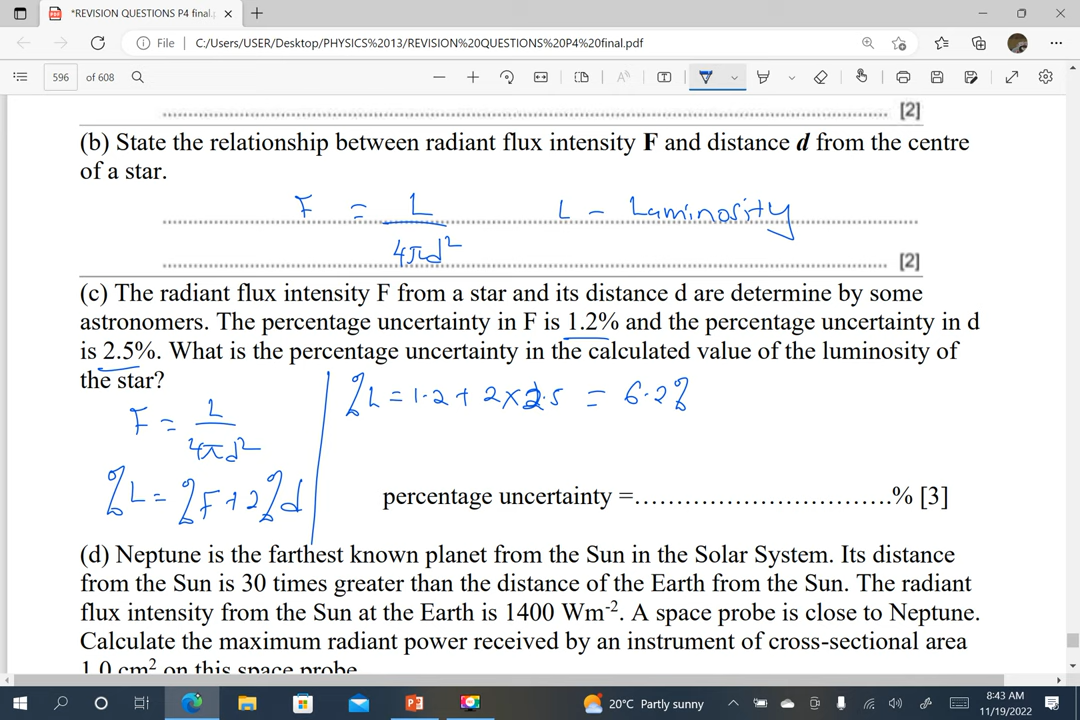 *REVISION QUESTIONS P4 final.
File | C:/Users/USER/Desktop/PHYSICS%2013/REVISION%20QUESTIONS%20P4%20final.pdf
596 of 608
[2]
(b) State the relationship between radiant flux intensity F and distance d from the centre
of a star.
F = L / 4πd² L – Luminosity
[2]
(c) The radiant flux intensity F from a star and its distance d are determine by some
astronomers. The percentage uncertainty in F is 1.2% and the percentage uncertainty in d
is 2.5%. What is the percentage uncertainty in the calculated value of the luminosity of
the star?
F = L / 4πd²
%L = %F + 2%d
%L = 1.2 + 2×2.5 = 6.2%
percentage uncertainty =……………………………% [3]
(d) Neptune is the farthest known planet from the Sun in the Solar System. Its distance
from the Sun is 30 times greater than the distance of the Earth from the Sun. The radiant
flux intensity from the Sun at the Earth is 1400 Wm⁻². A space probe is close to Neptune.
Calculate the maximum radiant power received by an instrument of cross-sectional area
1.0 cm² on this space probe.
20°C Partly sunny
8:43 AM
11/19/2022